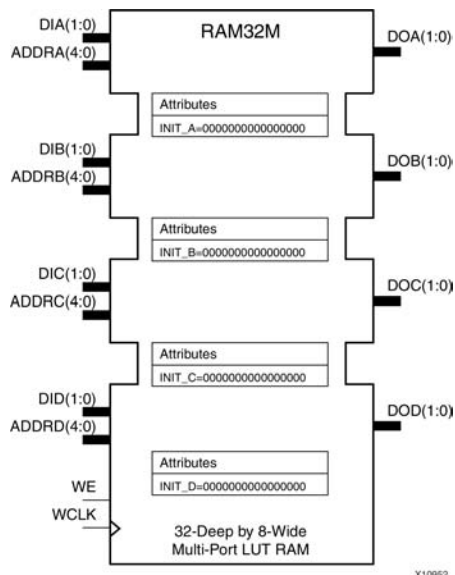 RAM32M
DIA(1:0)
ADDRA(4:0)
DOA(1:0)
Attributes
INIT_A=0000000000000000
DIB(1:0)
ADDRB(4:0)
DOB(1:0)
Attributes
INIT_B=0000000000000000
DIC(1:0)
ADDRC(4:0)
DOC(1:0)
Attributes
INIT_C=0000000000000000
DID(1:0)
ADDRD(4:0)
DOD(1:0)
Attributes
INIT_D=0000000000000000
WE
WCLK
32-Deep by 8-Wide
Multi-Port LUT RAM
X10952